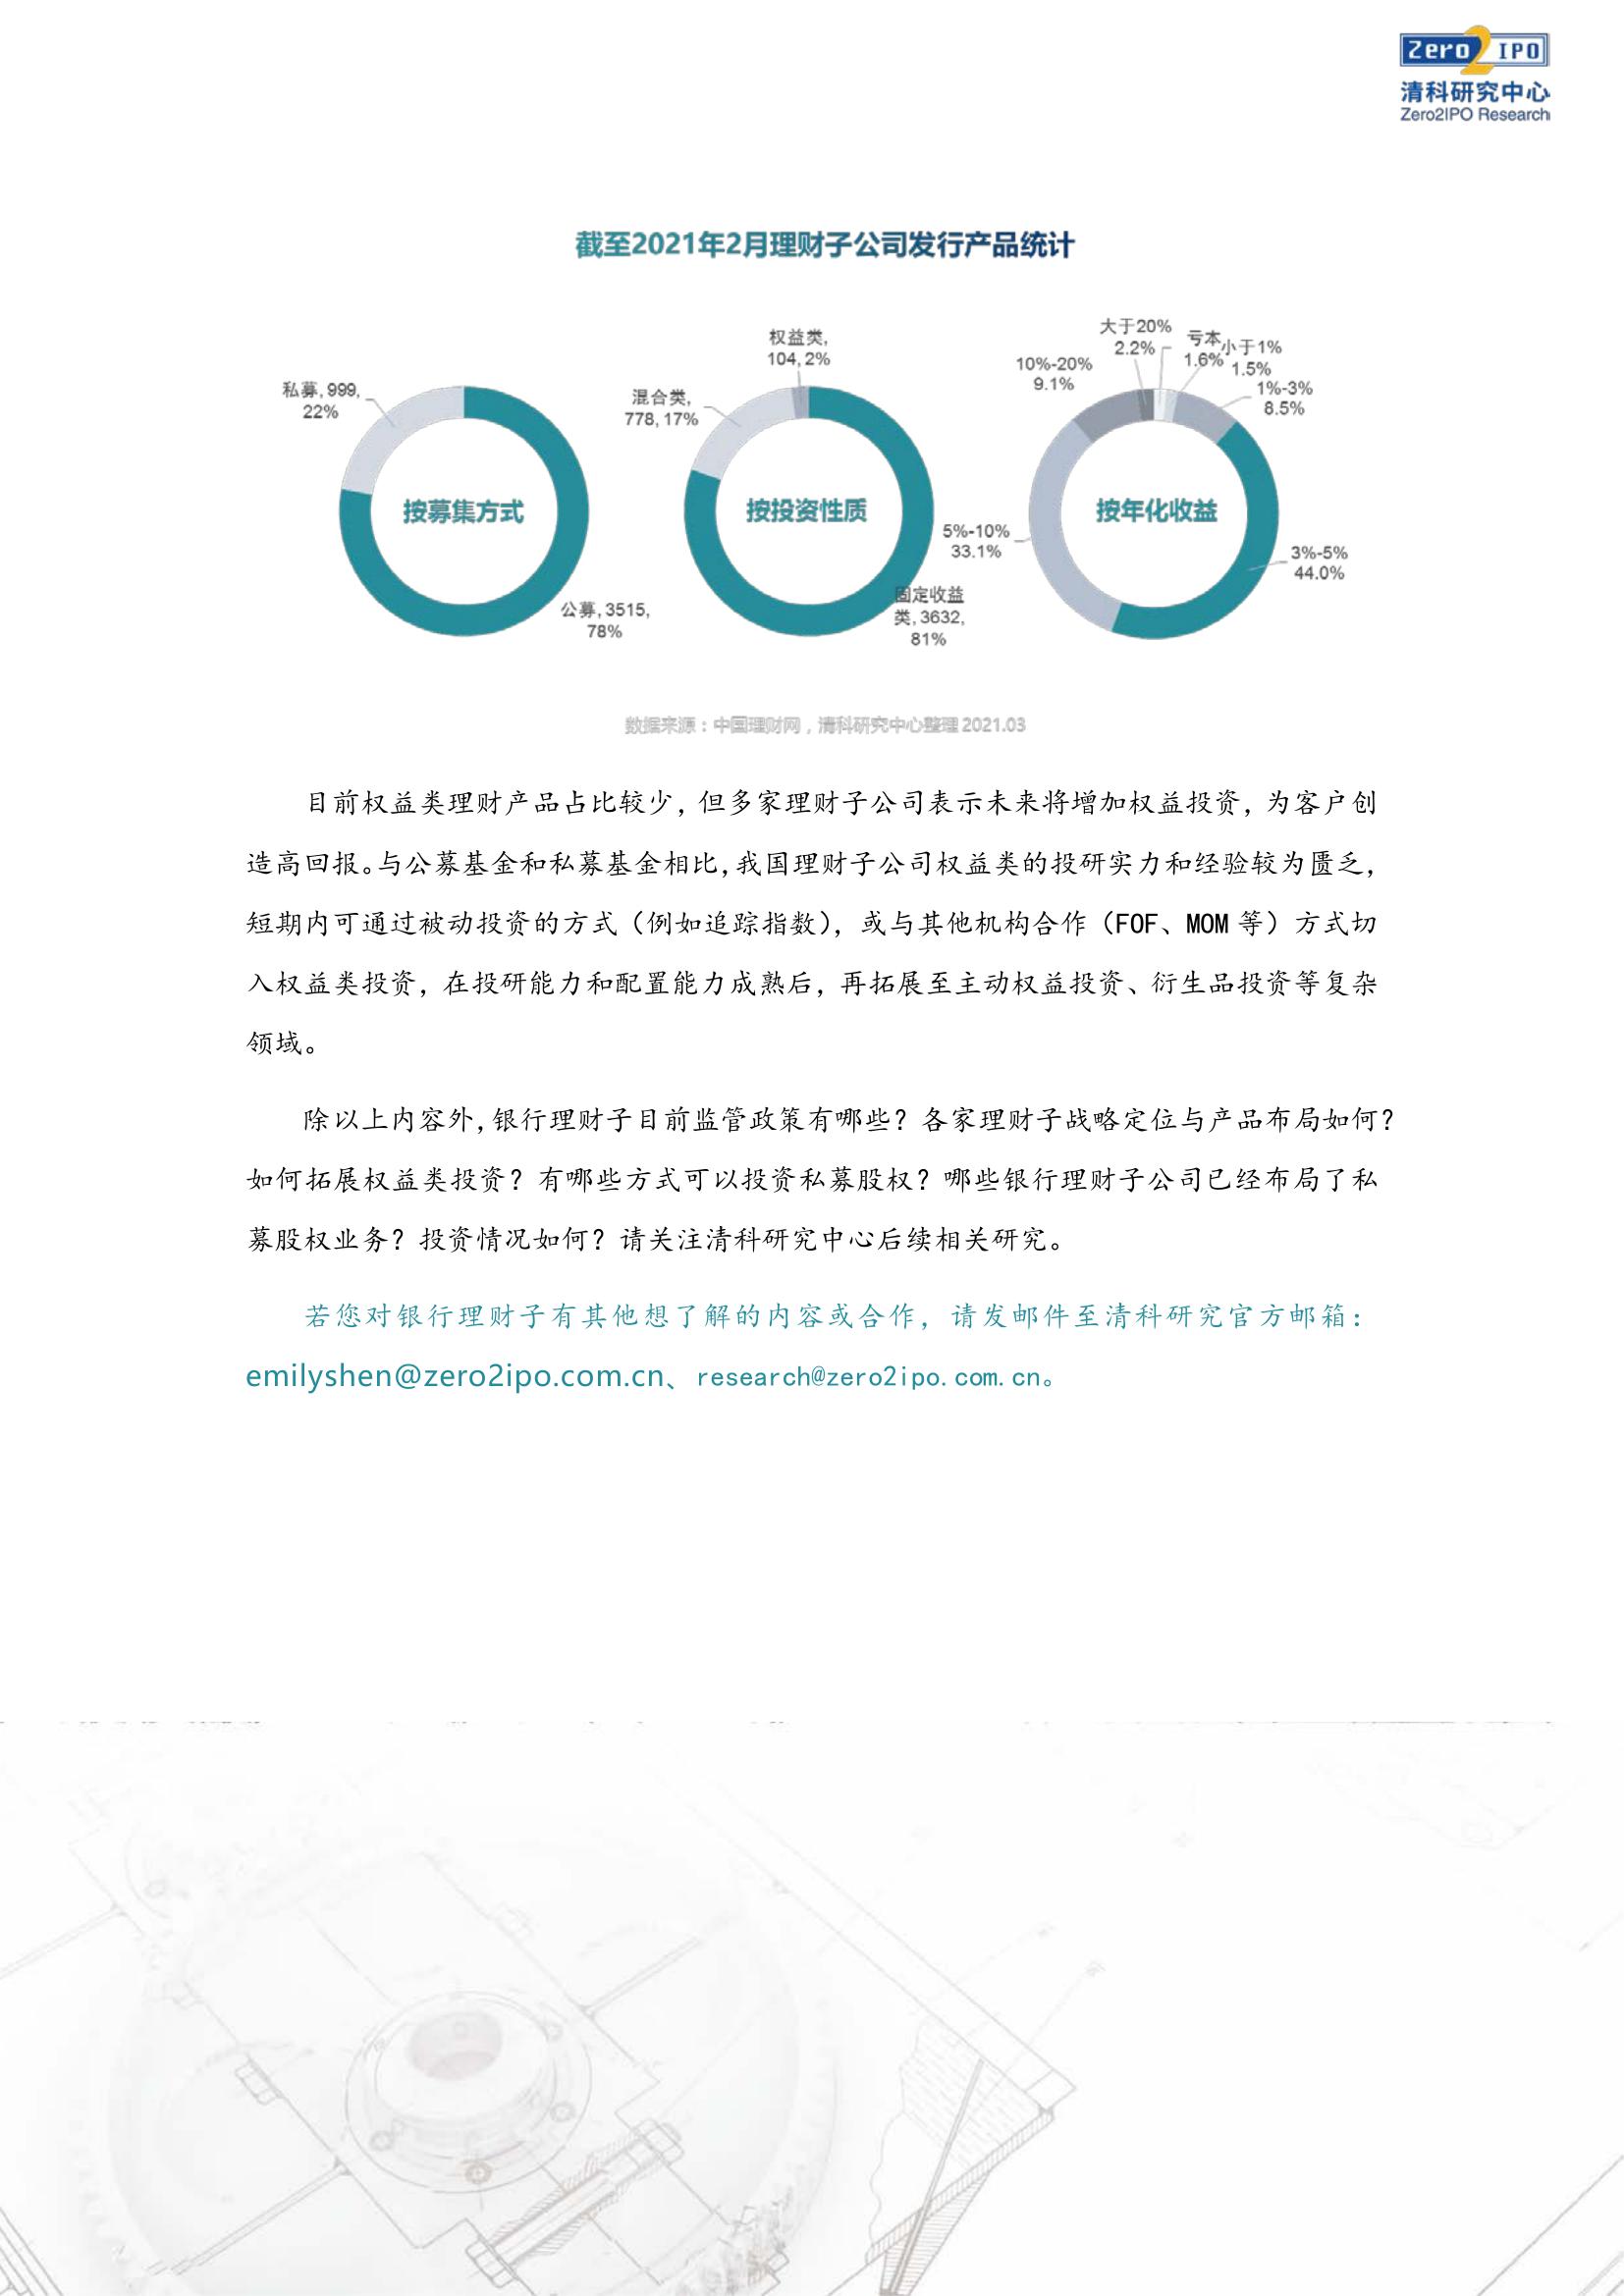 Zero2IPO
清科研究中心
Zero2IPO Research
截至2021年2月理财子公司发行产品统计
私募, 999,
22%
按募集方式
公募, 3515,
78%
权益类,
104, 2%
混合类,
778, 17%
按投资性质
固定收益
类, 3632,
81%
大于20%
2.2%
亏本
1.6%
小于1%
1.5%
10%-20%
9.1%
1%-3%
8.5%
按年化收益
5%-10%
33.1%
3%-5%
44.0%
数据来源：中国理财网，清科研究中心整理 2021.03
目前权益类理财产品占比较少，但多家理财子公司表示未来将增加权益投资，为客户创
造高回报。与公募基金和私募基金相比，我国理财子公司权益类的投研实力和经验较为匮乏，
短期内可通过被动投资的方式（例如追踪指数），或与其他机构合作（FOF、MOM 等）方式切
入权益类投资，在投研能力和配置能力成熟后，再拓展至主动权益投资、衍生品投资等复杂
领域。
除以上内容外，银行理财子目前监管政策有哪些？各家理财子战略定位与产品布局如何？
如何拓展权益类投资？有哪些方式可以投资私募股权？哪些银行理财子公司已经布局了私
募股权业务？投资情况如何？请关注清科研究中心后续相关研究。
若您对银行理财子有其他想了解的内容或合作，请发邮件至清科研究官方邮箱：
emilyshen@zero2ipo.com.cn、research@zero2ipo.com.cn。